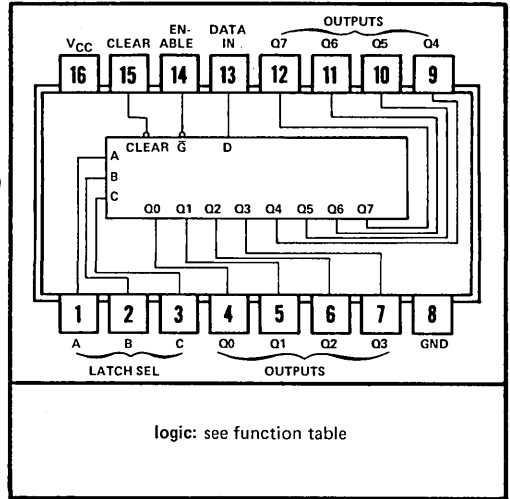 OUTPUTS
EN- DATA
VCC CLEAR ABLE IN Q7 Q6 Q5 Q4
16 15 14 13 12 11 10 9
CLEAR G̅ D
A
B
C
Q0 Q1 Q2 Q3 Q4 Q5 Q6 Q7
1 2 3 4 5 6 7 8
A B C Q0 Q1 Q2 Q3 GND
LATCH SEL OUTPUTS
logic: see function table